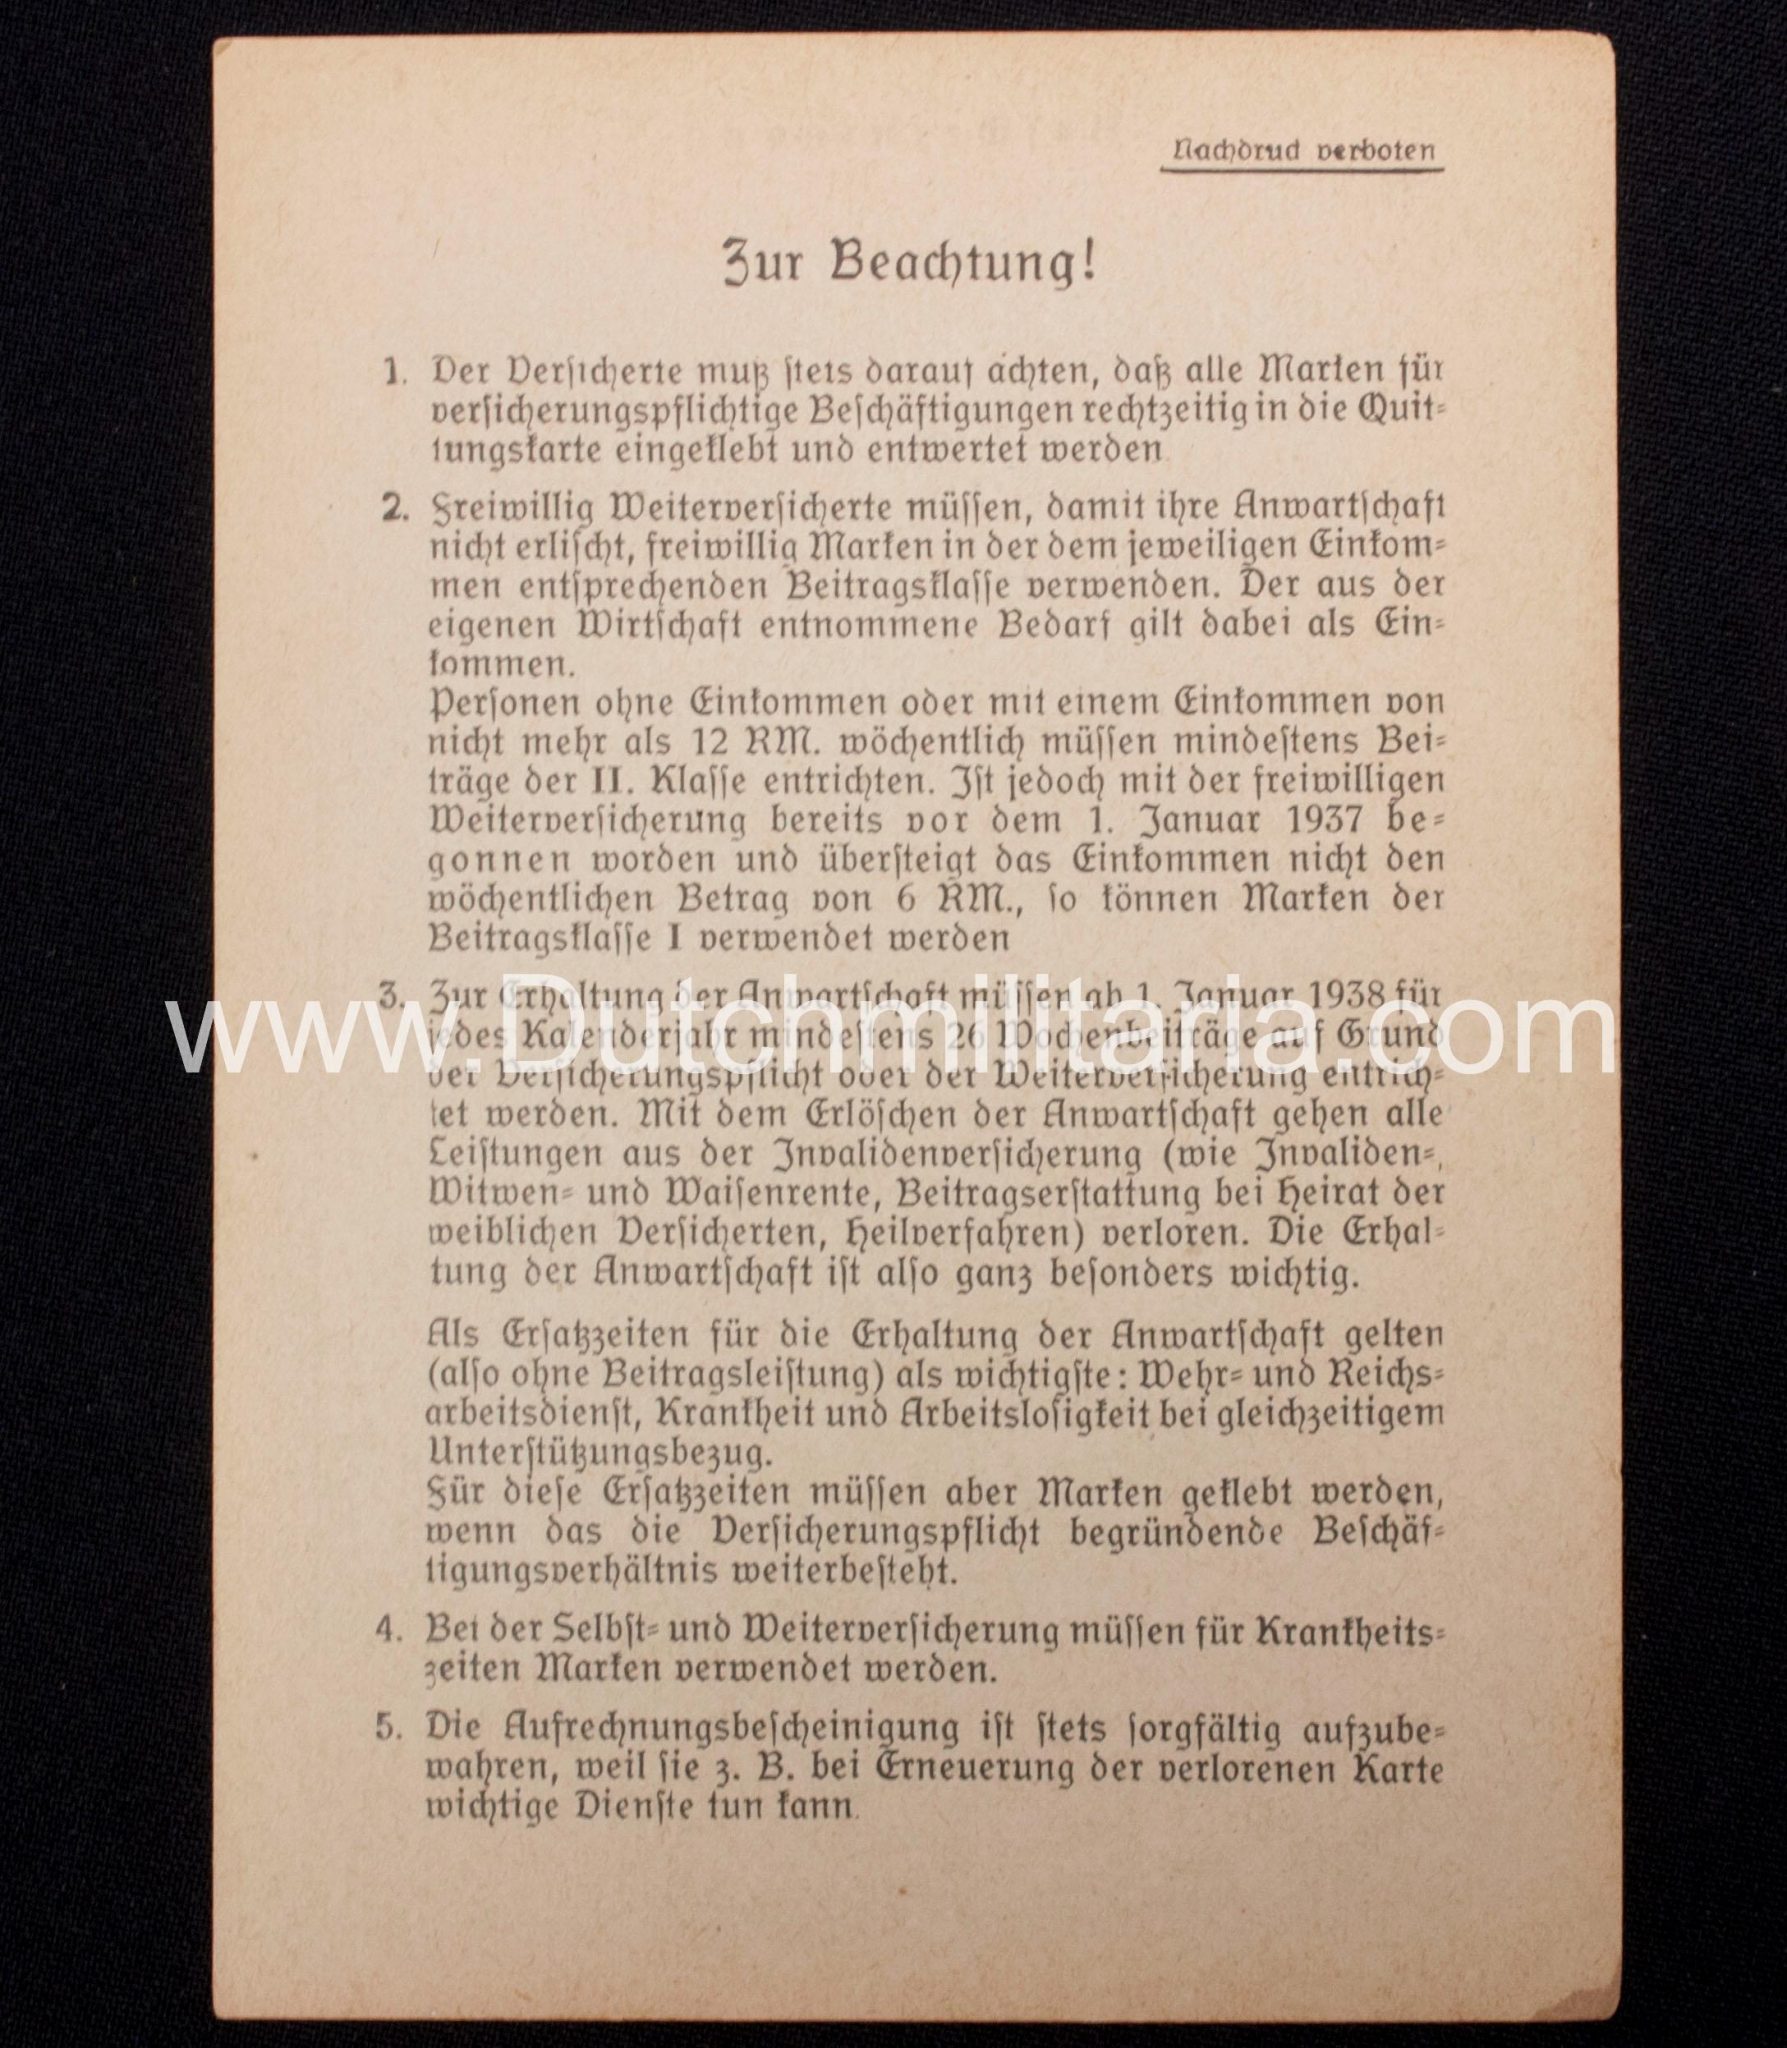 Nachdruck verboten
Zur Beachtung!
1. Der Versicherte muß stets darauf achten, daß alle Marken für
versicherungspflichtige Beschäftigungen rechtzeitig in die Quit-
tungskarte eingeklebt und entwertet werden
2. Freiwillig Weiterversicherte müssen, damit ihre Anwartschaft
nicht erlischt, freiwillig Marken in der dem jeweiligen Einkom-
men entsprechenden Beitragsklasse verwenden. Der aus der
eigenen Wirtschaft entnommene Bedarf gilt dabei als Ein-
kommen.
Personen ohne Einkommen oder mit einem Einkommen von
nicht mehr als 12 RM. wöchentlich müssen mindestens Bei-
träge der II. Klasse entrichten. Ist jedoch mit der freiwilligen
Weiterversicherung bereits vor dem 1. Januar 1937 be-
gonnen worden und übersteigt das Einkommen nicht den
wöchentlichen Betrag von 6 RM., so können Marken der
Beitragsklasse I verwendet werden
3. Zur Erhaltung der Anwartschaft müssen ab 1. Januar 1938 für
jedes Kalenderjahr mindestens 26 Wochenbeiträge auf Grund
der Versicherungspflicht oder der Weiterversicherung entrich-
tet werden. Mit dem Erlöschen der Anwartschaft gehen alle
Leistungen aus der Invalidenversicherung (wie Invaliden-,
Witwen- und Waisenrente, Beitragserstattung bei Heirat der
weiblichen Versicherten, Heilverfahren) verloren. Die Erhal-
tung der Anwartschaft ist also ganz besonders wichtig.
Als Ersatzzeiten für die Erhaltung der Anwartschaft gelten
(also ohne Beitragsleistung) als wichtigste: Wehr- und Reichs-
arbeitsdienst, Krankheit und Arbeitslosigkeit bei gleichzeitigem
Unterstützungsbezug.
Für diese Ersatzzeiten müssen aber Marken geklebt werden,
wenn das die Versicherungspflicht begründende Beschäf-
tigungsverhältnis weiterbesteht.
4. Bei der Selbst- und Weiterversicherung müssen für Krankheits-
zeiten Marken verwendet werden.
5. Die Aufrechnungsbescheinigung ist stets sorgfältig aufzube-
wahren, weil sie z. B. bei Erneuerung der verlorenen Karte
wichtige Dienste tun kann.
www.Dutchmilitaria.com